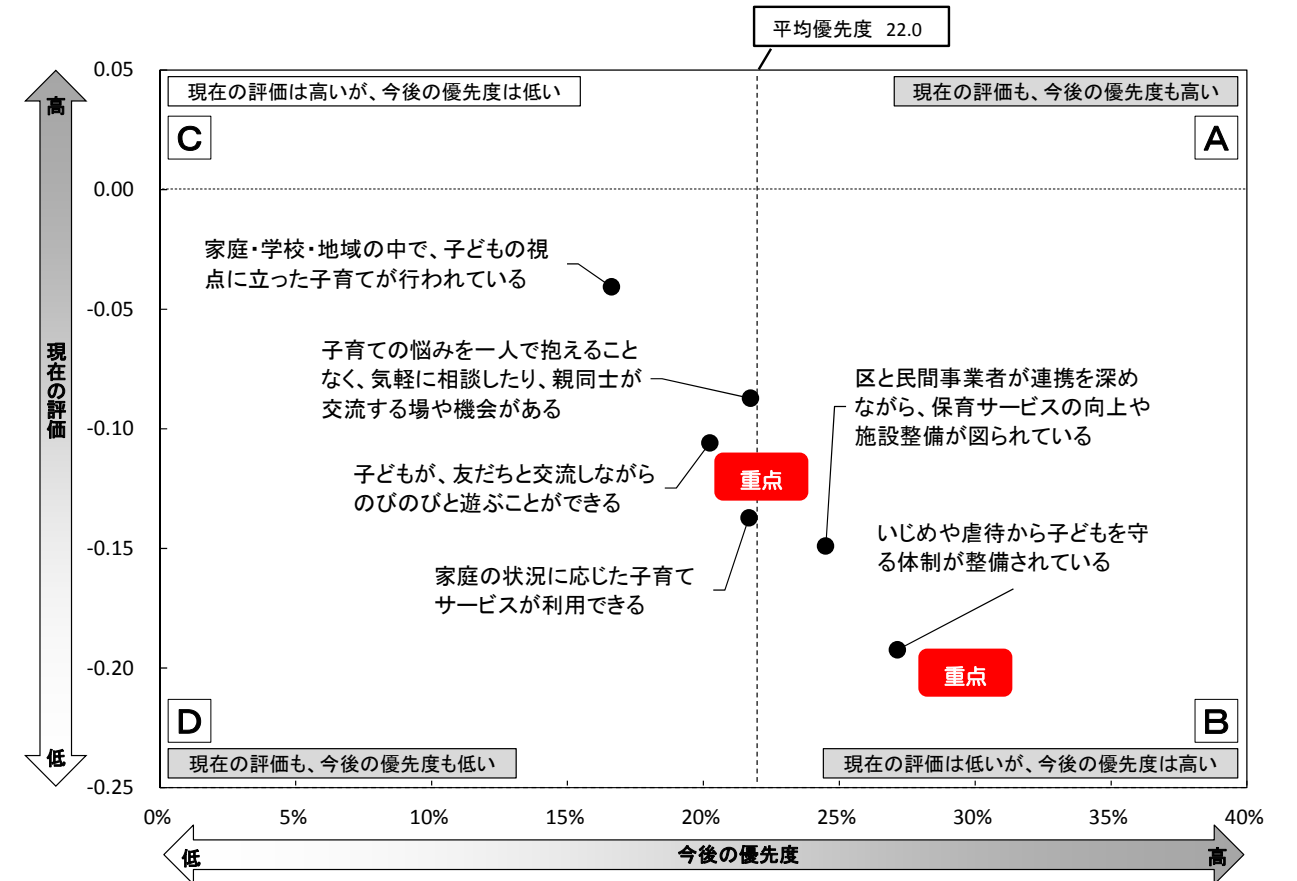 平均優先度 22.0
0.05
0.00
-0.05
-0.10
-0.15
-0.20
-0.25
高
現在の評価
低
現在の評価は高いが、今後の優先度は低い
C
現在の評価も、今後の優先度も高い
A
家庭・学校・地域の中で、子どもの視
点に立った子育てが行われている
子育ての悩みを一人で抱えること
なく、気軽に相談したり、親同士が
交流する場や機会がある
区と民間事業者が連携を深め
ながら、保育サービスの向上や
施設整備が図られている
子どもが、友だちと交流しながら
のびのびと遊ぶことができる
重点
家庭の状況に応じた子育て
サービスが利用できる
いじめや虐待から子どもを守
る体制が整備されている
重点
D
現在の評価も、今後の優先度も低い
B
現在の評価は低いが、今後の優先度は高い
0%
5%
10%
15%
20%
25%
30%
35%
40%
低
今後の優先度
高